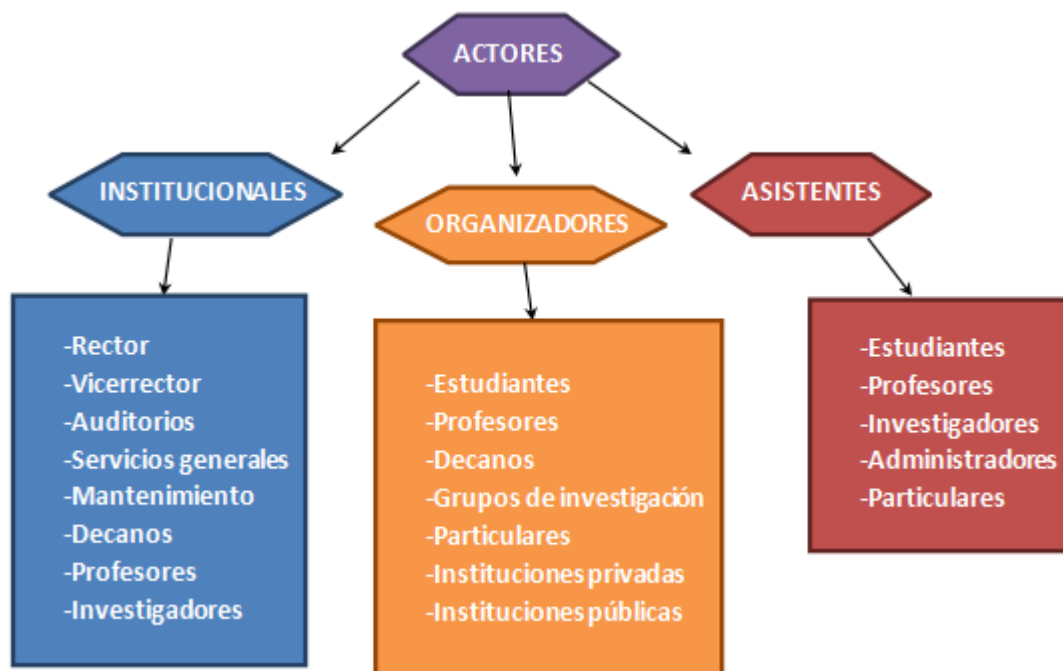 ACTORES
INSTITUCIONALES
ORGANIZADORES
ASISTENTES
-Rector
-Vicerrector
-Auditorios
-Servicios generales
-Mantenimiento
-Decanos
-Profesores
-Investigadores
-Estudiantes
-Profesores
-Decanos
-Grupos de investigación
-Particulares
-Instituciones privadas
-Instituciones públicas
-Estudiantes
-Profesores
-Investigadores
-Administradores
-Particulares